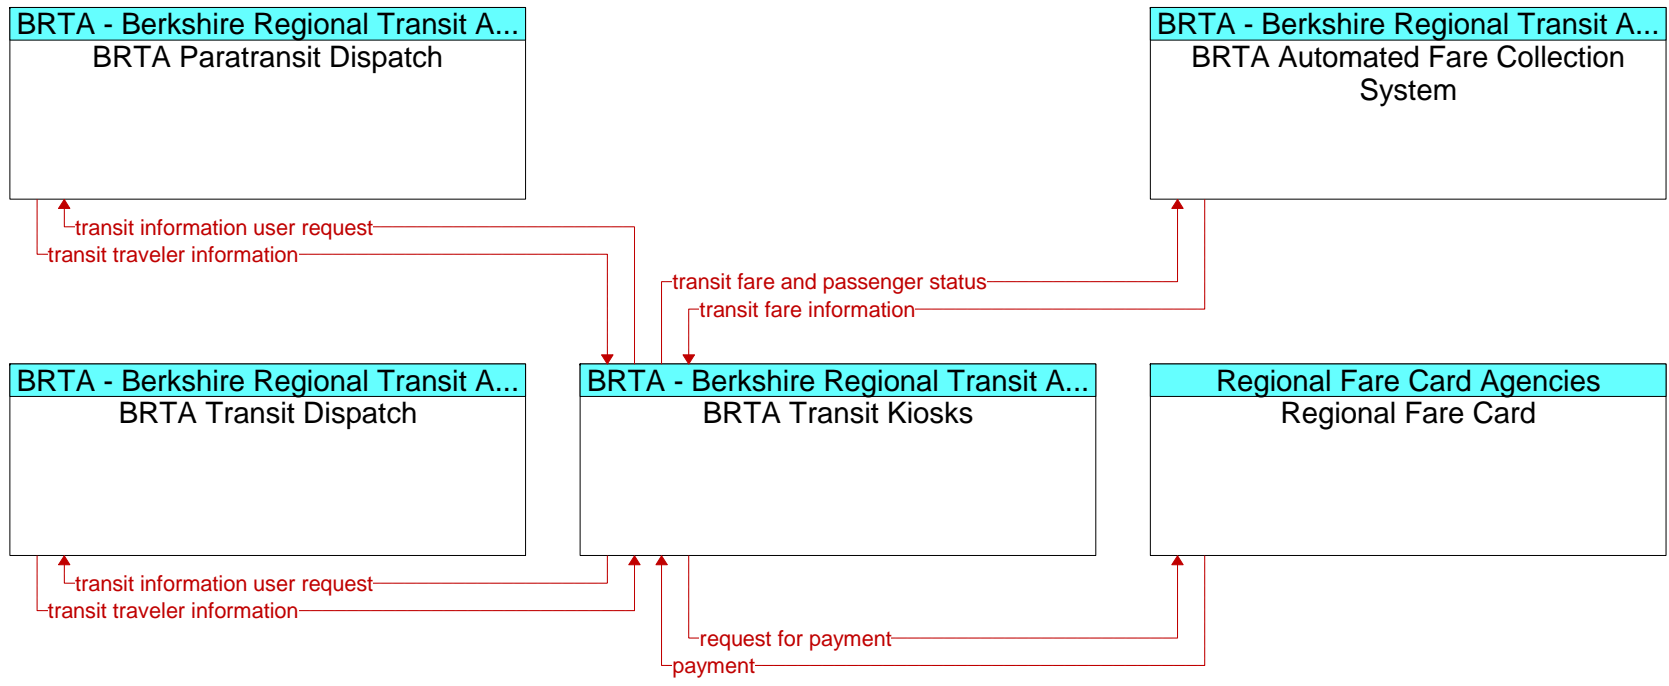 BRTA - Berkshire Regional Transit A...
BRTA Paratransit Dispatch
BRTA - Berkshire Regional Transit A...
BRTA Automated Fare Collection
System
transit information user request
transit traveler information
transit fare and passenger status
transit fare information
BRTA - Berkshire Regional Transit A...
BRTA Transit Dispatch
BRTA - Berkshire Regional Transit A...
BRTA Transit Kiosks
Regional Fare Card Agencies
Regional Fare Card
transit information user request
transit traveler information
request for payment
payment